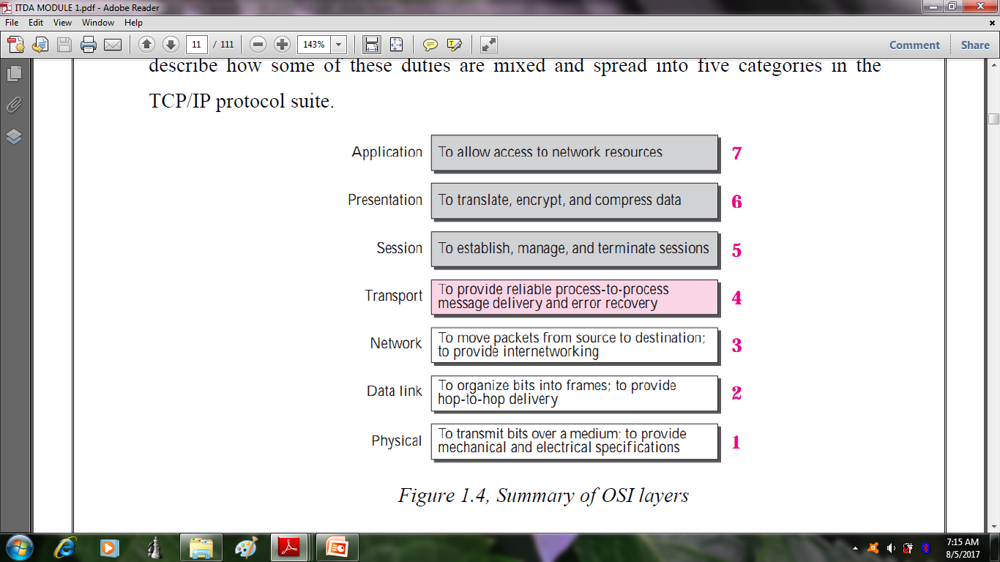 ITDA MODULE 1.pdf - Adobe Reader
File Edit View Window Help
11 / 111 143% Comment Share
describe how some of these duties are mixed and spread into five categories in the
TCP/IP protocol suite.
Application To allow access to network resources 7
Presentation To translate, encrypt, and compress data 6
Session To establish, manage, and terminate sessions 5
Transport To provide reliable process-to-process
message delivery and error recovery 4
Network To move packets from source to destination;
to provide internetworking 3
Data link To organize bits into frames; to provide
hop-to-hop delivery 2
Physical To transmit bits over a medium; to provide
mechanical and electrical specifications 1
Figure 1.4, Summary of OSI layers
7:15 AM
8/5/2017